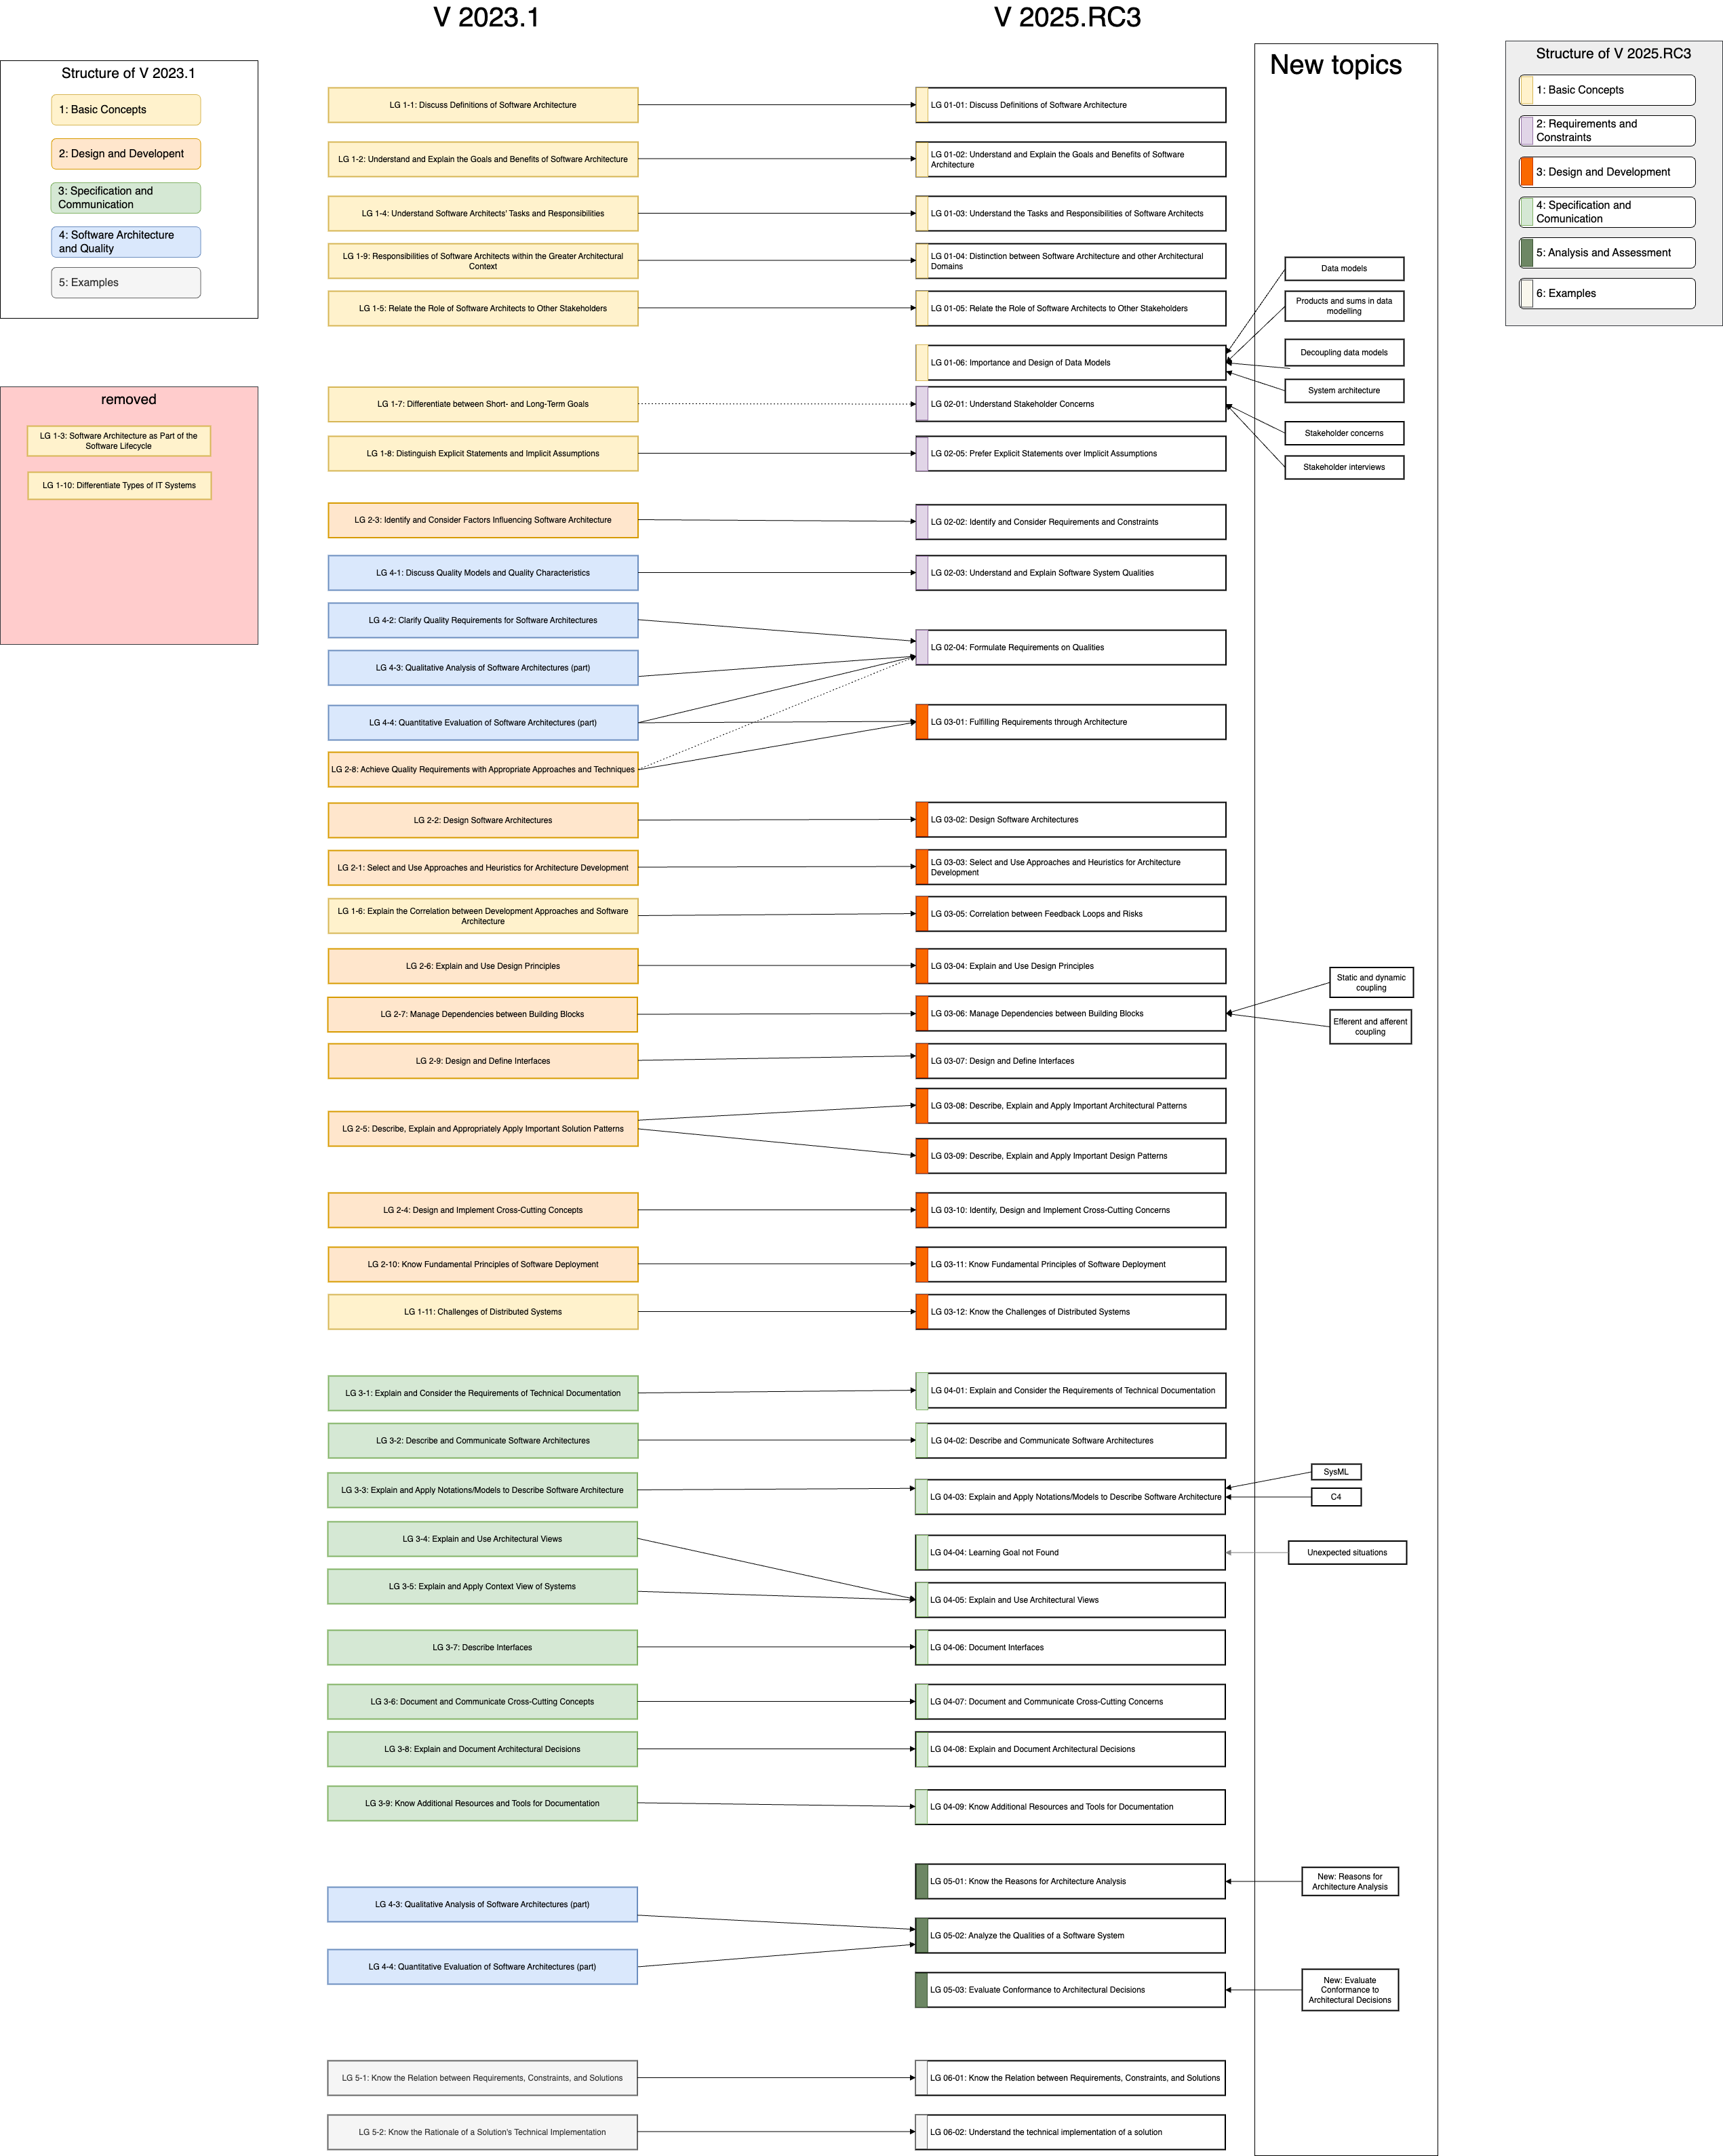 V 2023.1
V 2025.RC3
Structure of V 2023.1
1: Basic Concepts
2: Design and Developent
3: Specification and
Communication
4: Software Architecture
and Quality
5: Examples
removed
LG 1-3: Software Architecture as Part of the
Software Lifecycle
LG 1-10: Differentiate Types of IT Systems
LG 1-1: Discuss Definitions of Software Architecture
LG 1-2: Understand and Explain the Goals and Benefits of Software Architecture
LG 1-4: Understand Software Architects' Tasks and Responsibilities
LG 1-9: Responsibilities of Software Architects within the Greater Architectural
Context
LG 1-5: Relate the Role of Software Architects to Other Stakeholders
LG 1-7: Differentiate between Short- and Long-Term Goals
LG 1-8: Distinguish Explicit Statements and Implicit Assumptions
LG 2-3: Identify and Consider Factors Influencing Software Architecture
LG 4-1: Discuss Quality Models and Quality Characteristics
LG 4-2: Clarify Quality Requirements for Software Architectures
LG 4-3: Qualitative Analysis of Software Architectures (part)
LG 4-4: Quantitative Evaluation of Software Architectures (part)
LG 2-8: Achieve Quality Requirements with Appropriate Approaches and Techniques
LG 2-2: Design Software Architectures
LG 2-1: Select and Use Approaches and Heuristics for Architecture Development
LG 1-6: Explain the Correlation between Development Approaches and Software
Architecture
LG 2-6: Explain and Use Design Principles
LG 2-7: Manage Dependencies between Building Blocks
LG 2-9: Design and Define Interfaces
LG 2-5: Describe, Explain and Appropriately Apply Important Solution Patterns
LG 2-4: Design and Implement Cross-Cutting Concepts
LG 2-10: Know Fundamental Principles of Software Deployment
LG 1-11: Challenges of Distributed Systems
LG 3-1: Explain and Consider the Requirements of Technical Documentation
LG 3-2: Describe and Communicate Software Architectures
LG 3-3: Explain and Apply Notations/Models to Describe Software Architecture
LG 3-4: Explain and Use Architectural Views
LG 3-5: Explain and Apply Context View of Systems
LG 3-7: Describe Interfaces
LG 3-6: Document and Communicate Cross-Cutting Concepts
LG 3-8: Explain and Document Architectural Decisions
LG 3-9: Know Additional Resources and Tools for Documentation
LG 4-3: Qualitative Analysis of Software Architectures (part)
LG 4-4: Quantitative Evaluation of Software Architectures (part)
LG 5-1: Know the Relation between Requirements, Constraints, and Solutions
LG 5-2: Know the Rationale of a Solution's Technical Implementation
LG 01-01: Discuss Definitions of Software Architecture
LG 01-02: Understand and Explain the Goals and Benefits of Software
Architecture
LG 01-03: Understand the Tasks and Responsibilities of Software Architects
LG 01-04: Distinction between Software Architecture and other Architectural
Domains
LG 01-05: Relate the Role of Software Architects to Other Stakeholders
LG 01-06: Importance and Design of Data Models
LG 02-01: Understand Stakeholder Concerns
LG 02-05: Prefer Explicit Statements over Implicit Assumptions
LG 02-02: Identify and Consider Requirements and Constraints
LG 02-03: Understand and Explain Software System Qualities
LG 02-04: Formulate Requirements on Qualities
LG 03-01: Fulfilling Requirements through Architecture
LG 03-02: Design Software Architectures
LG 03-03: Select and Use Approaches and Heuristics for Architecture
Development
LG 03-05: Correlation between Feedback Loops and Risks
LG 03-04: Explain and Use Design Principles
LG 03-06: Manage Dependencies between Building Blocks
LG 03-07: Design and Define Interfaces
LG 03-08: Describe, Explain and Apply Important Architectural Patterns
LG 03-09: Describe, Explain and Apply Important Design Patterns
LG 03-10: Identify, Design and Implement Cross-Cutting Concerns
LG 03-11: Know Fundamental Principles of Software Deployment
LG 03-12: Know the Challenges of Distributed Systems
LG 04-01: Explain and Consider the Requirements of Technical Documentation
LG 04-02: Describe and Communicate Software Architectures
LG 04-03: Explain and Apply Notations/Models to Describe Software Architecture
LG 04-04: Learning Goal not Found
LG 04-05: Explain and Use Architectural Views
LG 04-06: Document Interfaces
LG 04-07: Document and Communicate Cross-Cutting Concerns
LG 04-08: Explain and Document Architectural Decisions
LG 04-09: Know Additional Resources and Tools for Documentation
LG 05-01: Know the Reasons for Architecture Analysis
LG 05-02: Analyze the Qualities of a Software System
LG 05-03: Evaluate Conformance to Architectural Decisions
LG 06-01: Know the Relation between Requirements, Constraints, and Solutions
LG 06-02: Understand the technical implementation of a solution
New topics
Data models
Products and sums in data
modelling
Decoupling data models
System architecture
Stakeholder concerns
Stakeholder interviews
Static and dynamic
coupling
Efferent and afferent
coupling
SysML
C4
Unexpected situations
New: Reasons for
Architecture Analysis
New: Evaluate
Conformance to
Architectural Decisions
Structure of V 2025.RC3
1: Basic Concepts
2: Requirements and
Constraints
3: Design and Development
4: Specification and
Comunication
5: Analysis and Assessment
6: Examples